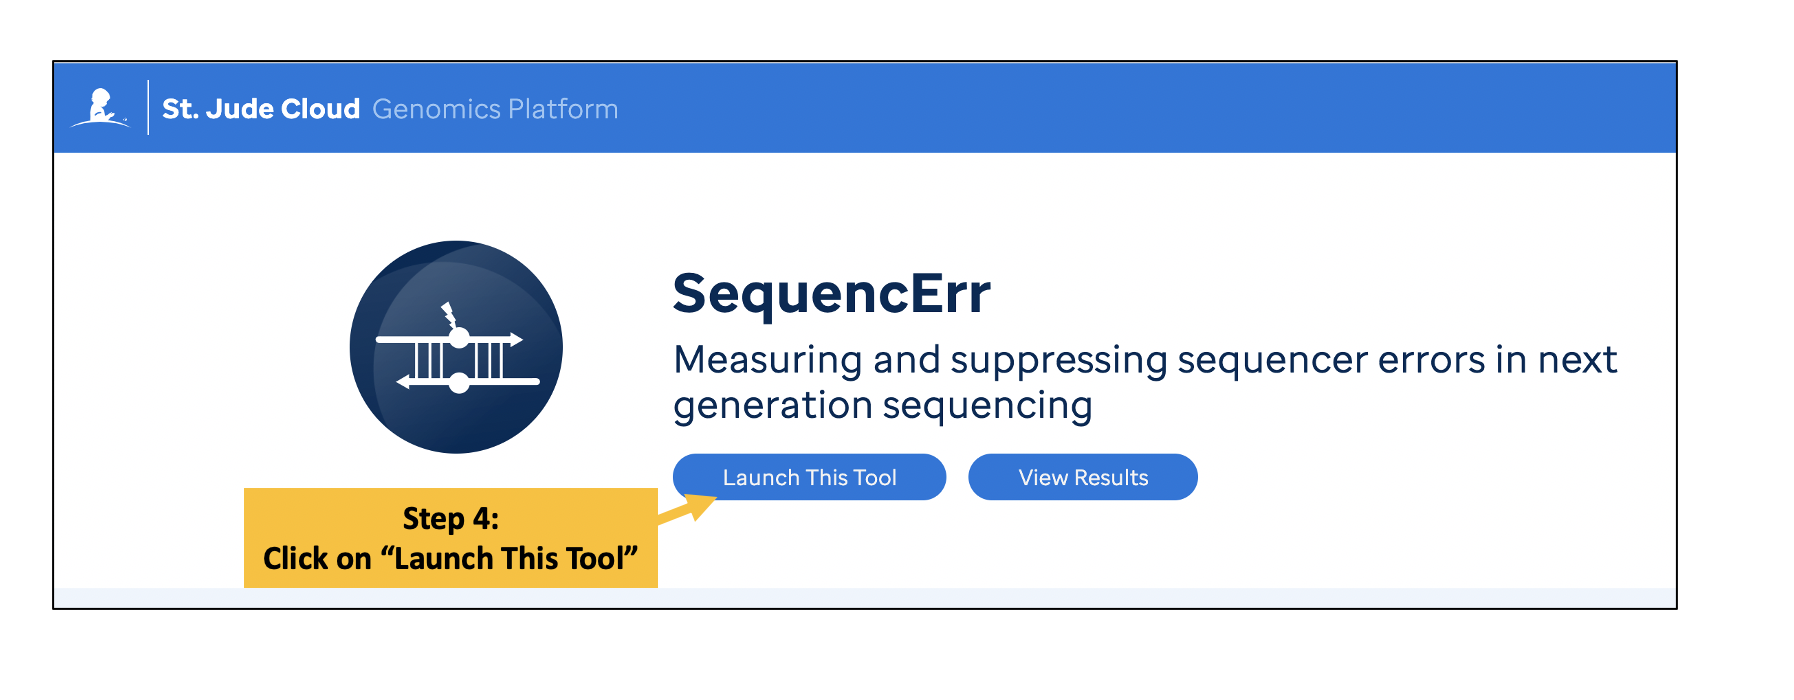 St. Jude Cloud Genomics Platform
SequencErr
Measuring and suppressing sequencer errors in next
generation sequencing
Launch This Tool View Results
Step 4:
Click on “Launch This Tool”